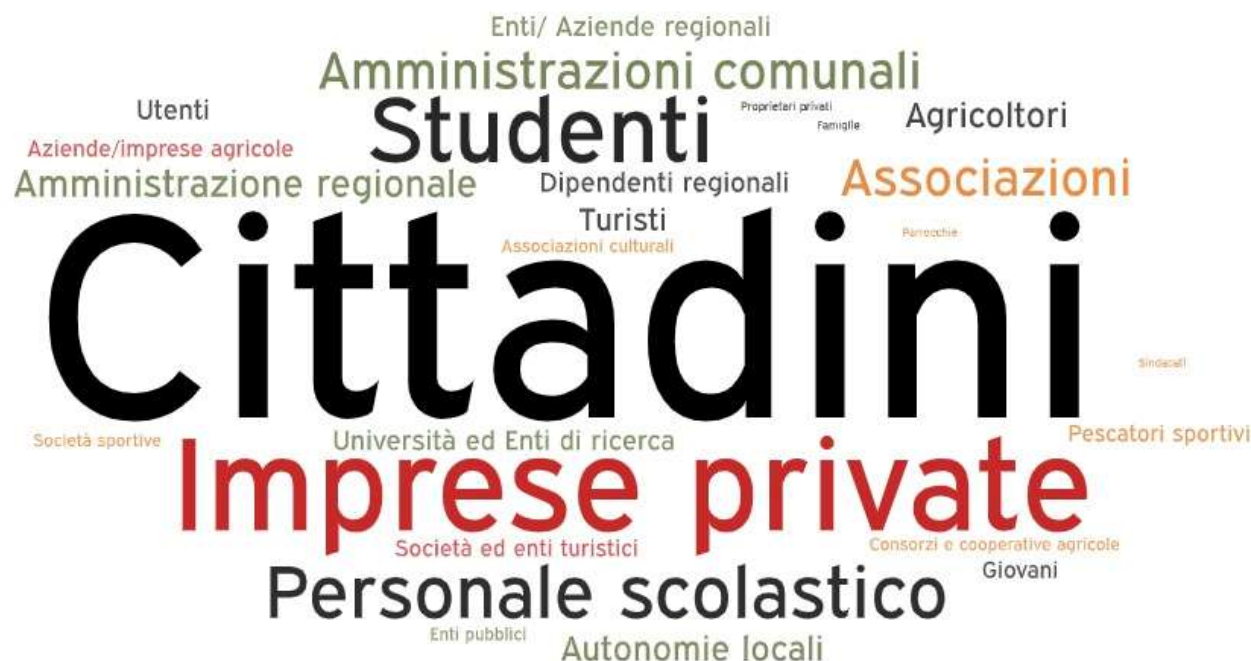 Enti/ Aziende regionali
Amministrazioni comunali
Utenti
Studenti
Proprietari privati
Famiglie
Agricoltori
Aziende/imprese agricole
Amministrazione regionale
Dipendenti regionali
Associazioni
Turisti
Associazioni culturali
Parrocchie
Cittadini
Sindacati
Società sportive
Università ed Enti di ricerca
Pescatori sportivi
Imprese private
Società ed enti turistici
Consorzi e cooperative agricole
Personale scolastico
Giovani
Enti pubblici
Autonomie locali